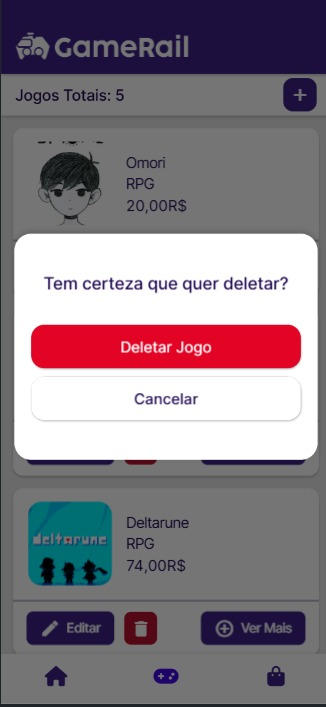 GameRail
Jogos Totais: 5
Omori
RPG
20,00R$
Tem certeza que quer deletar?
Deletar Jogo
Cancelar
deltarune
Deltarune
RPG
74,00R$
Editar
Ver Mais